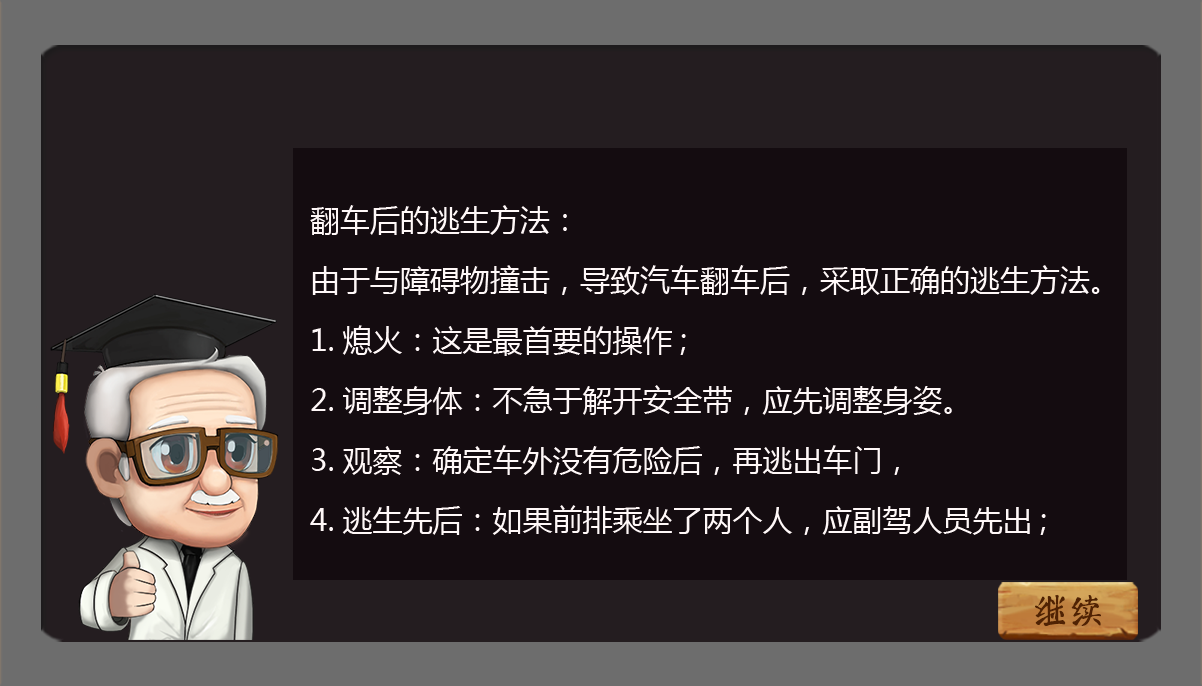 翻车后的逃生方法：
由于与障碍物撞击，导致汽车翻车后，采取正确的逃生方法。
1. 熄火：这是最首要的操作；
2. 调整身体：不急于解开安全带，应先调整身姿。
3. 观察：确定车外没有危险后，再逃出车门，
4. 逃生先后：如果前排乘坐了两个人，应副驾人员先出；
继续